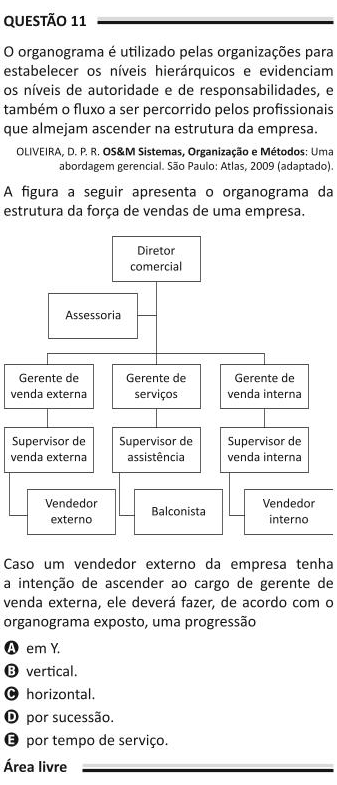 QUESTÃO 11
O organograma é utilizado pelas organizações para
estabelecer os níveis hierárquicos e evidenciam
os níveis de autoridade e de responsabilidades, e
também o fluxo a ser percorrido pelos profissionais
que almejam ascender na estrutura da empresa.
OLIVEIRA, D. P. R. OS&M Sistemas, Organização e Métodos: Uma
abordagem gerencial. São Paulo: Atlas, 2009 (adaptado).
A figura a seguir apresenta o organograma da
estrutura da força de vendas de uma empresa.
Diretor
comercial
Assessoria
Gerente de
venda externa
Gerente de
serviços
Gerente de
venda interna
Supervisor de
venda externa
Supervisor de
assistência
Supervisor de
venda interna
Vendedor
externo
Balconista
Vendedor
interno
Caso um vendedor externo da empresa tenha
a intenção de ascender ao cargo de gerente de
venda externa, ele deverá fazer, de acordo com o
organograma exposto, uma progressão
A em Y.
B vertical.
C horizontal.
D por sucessão.
E por tempo de serviço.
Área livre